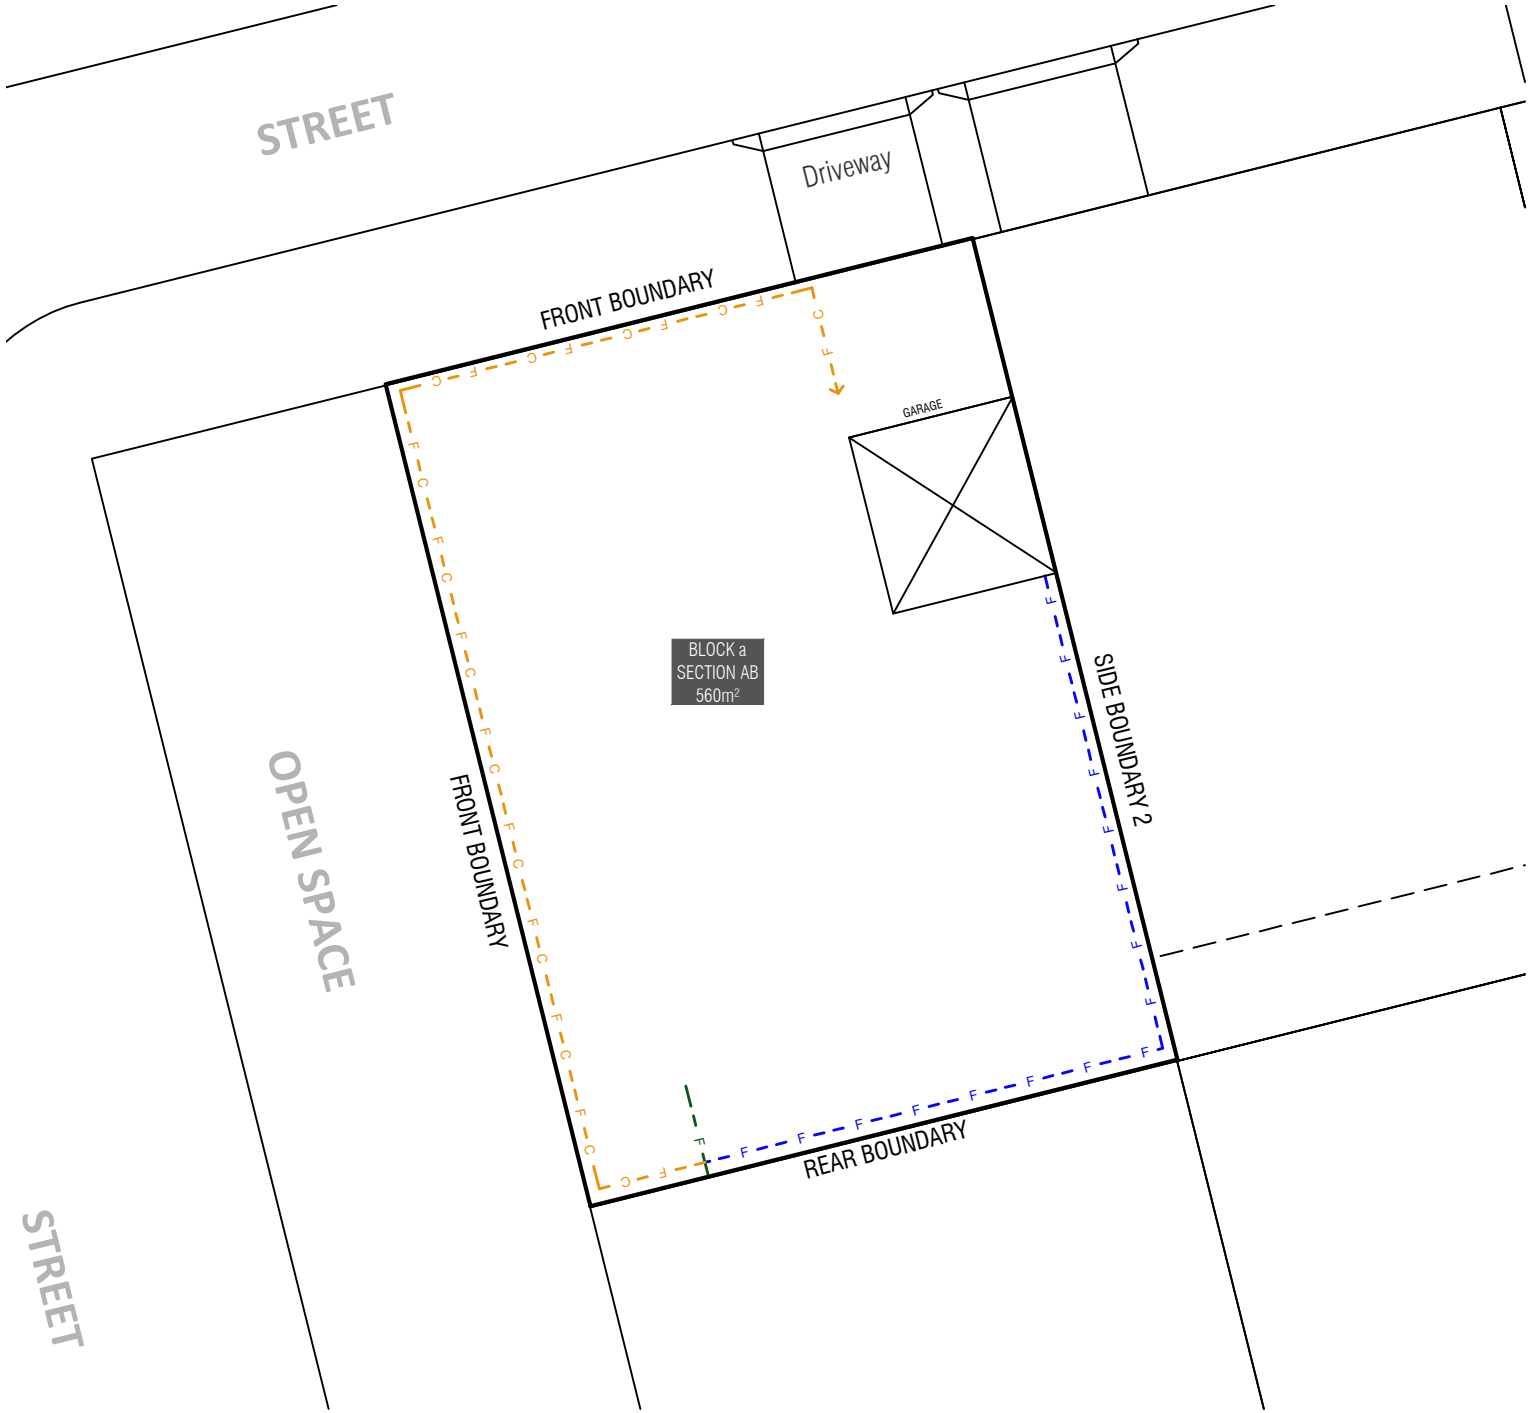 STREET
Driveway
FRONT BOUNDARY
F C F C F C F C
C F
GARAGE
F C F C F C F C F C F C F C F C
BLOCK a
SECTION AB
560m²
F F F F F F F F
SIDE BOUNDARY 2
OPEN SPACE
FRONT BOUNDARY
F
C F
F F F F F F F F
REAR BOUNDARY
STREET